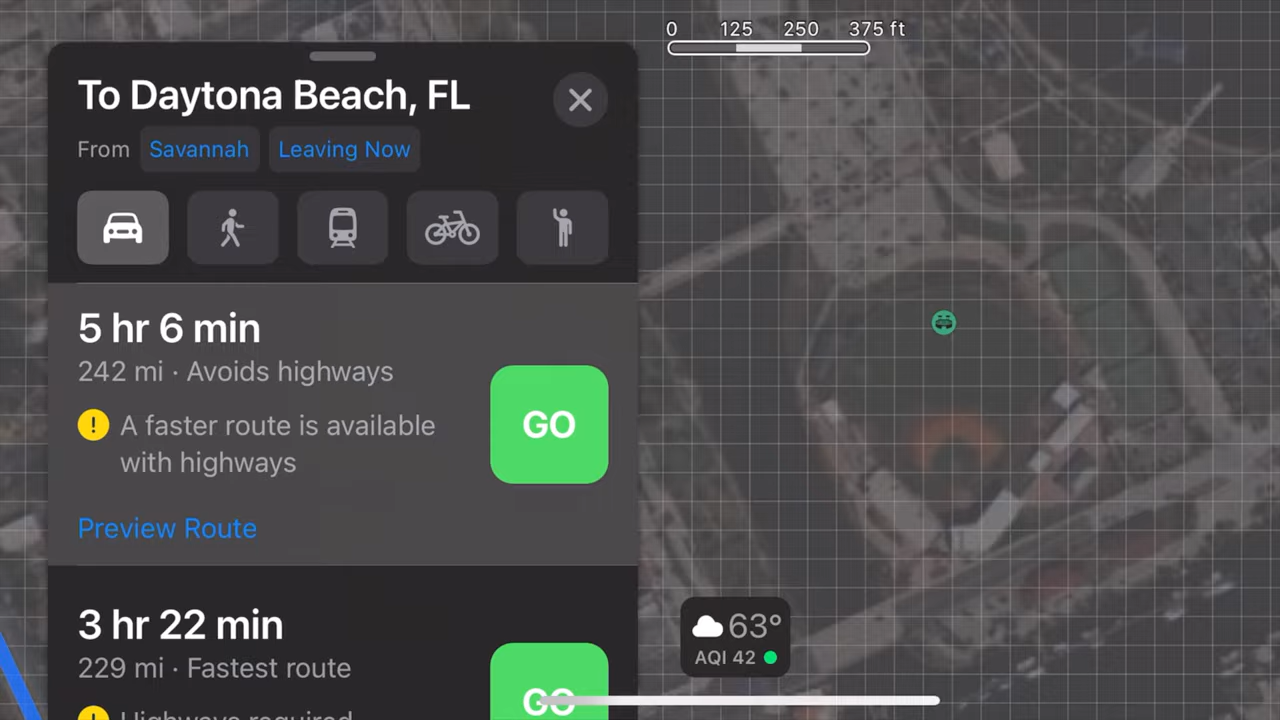 0 125 250 375 ft
To Daytona Beach, FL
From Savannah Leaving Now
5 hr 6 min
242 mi · Avoids highways
! A faster route is available
with highways
GO
Preview Route
3 hr 22 min
229 mi · Fastest route
GO
Highways required
63°
AQI 42